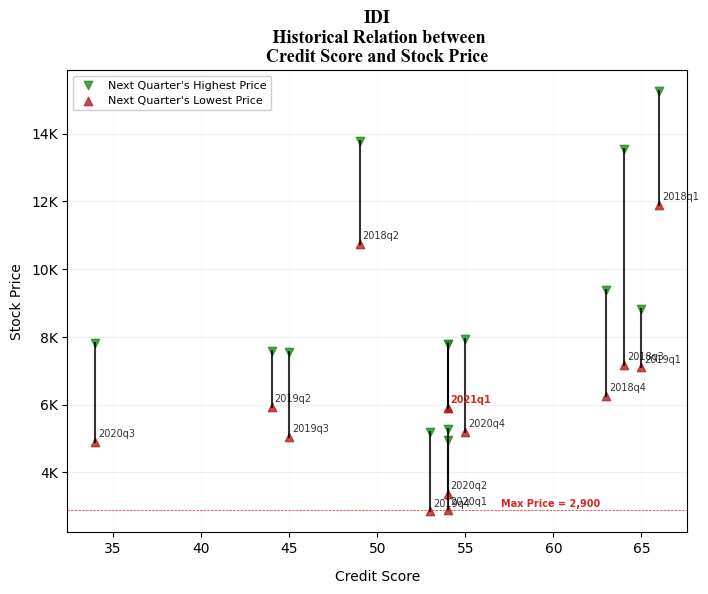 IDI
Historical Relation between
Credit Score and Stock Price
Next Quarter's Highest Price
Next Quarter's Lowest Price
14K
12K
10K
8K
6K
4K
Stock Price
2018q1
2018q2
2018q3
2019q1
2018q4
2019q2
2021q1
2020q4
2019q3
2020q3
2020q2
2020q1
2019q4
Max Price = 2,900
35
40
45
50
55
60
65
Credit Score